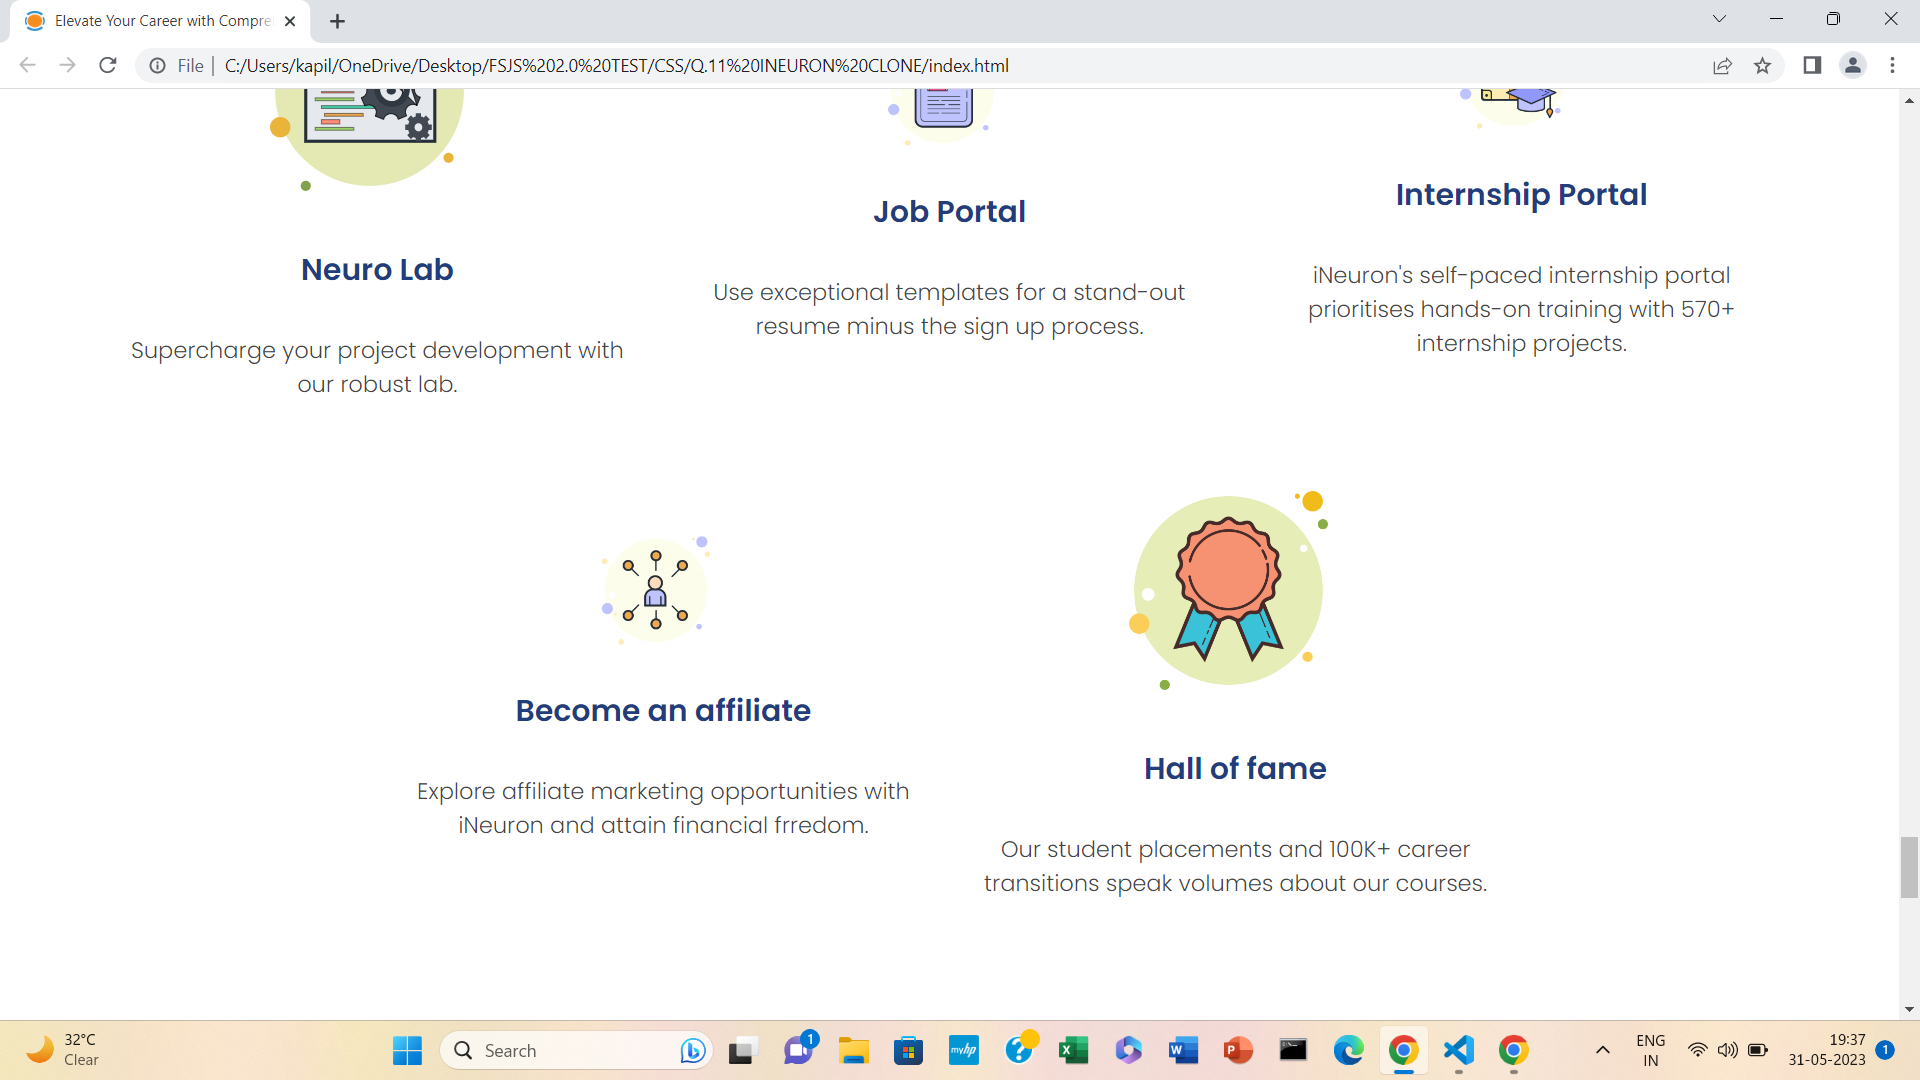 Elevate Your Career with Compre
File
C:/Users/kapil/OneDrive/Desktop/FSJS%202.0%20TEST/CSS/Q.11%20INEURON%20CLONE/index.html
Neuro Lab
Supercharge your project development with
our robust lab.
Job Portal
Use exceptional templates for a stand-out
resume minus the sign up process.
Internship Portal
iNeuron's self-paced internship portal
prioritises hands-on training with 570+
internship projects.
Become an affiliate
Explore affiliate marketing opportunities with
iNeuron and attain financial frredom.
Hall of fame
Our student placements and 100K+ career
transitions speak volumes about our courses.
32°C
Clear
Search
1
myhp
?
X
W
P
ENG
IN
19:37
31-05-2023
1